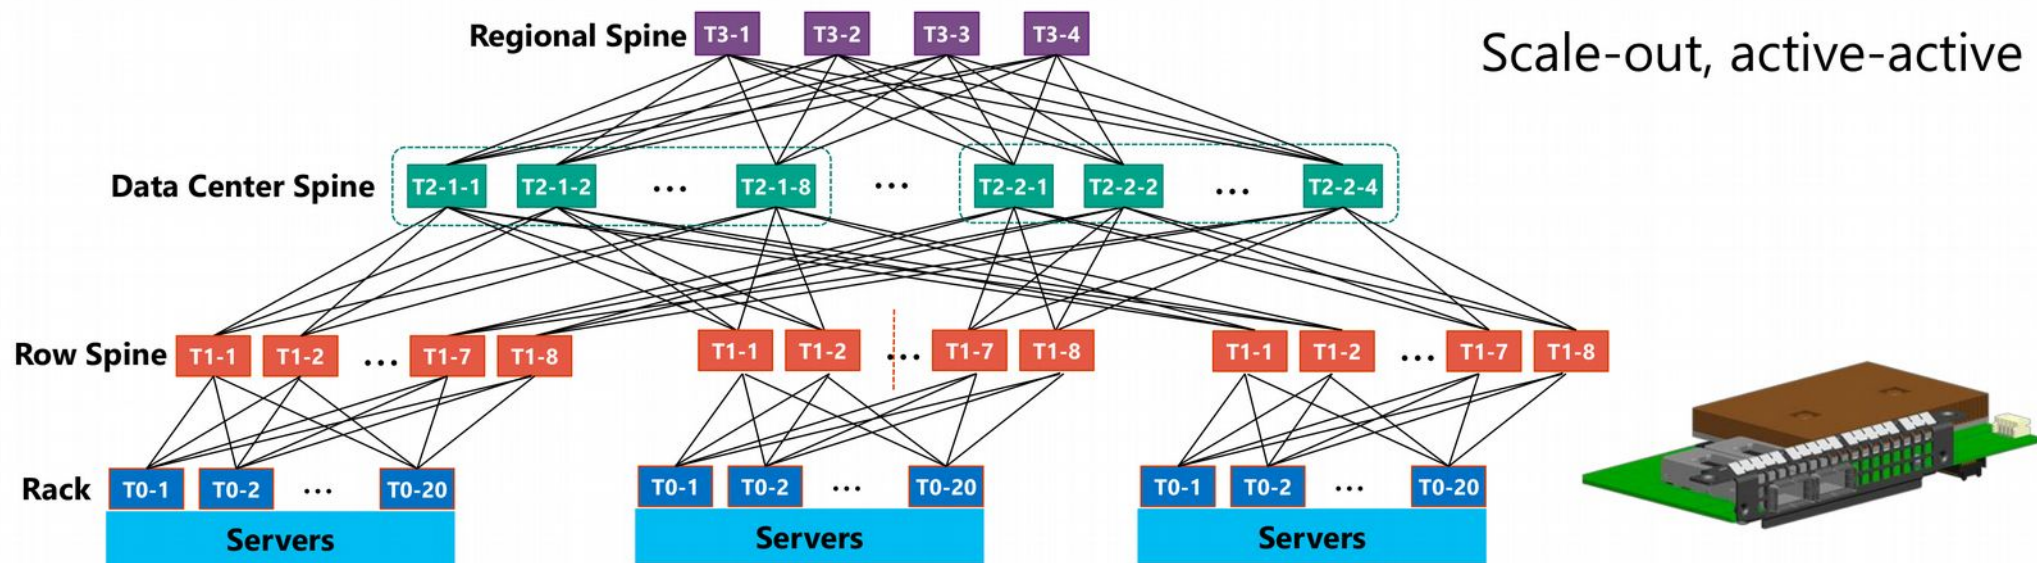 Regional Spine T3-1 T3-2 T3-3 T3-4
Scale-out, active-active
Data Center Spine T2-1-1 T2-1-2 ... T2-1-8 ... T2-2-1 T2-2-2 ... T2-2-4
Row Spine T1-1 T1-2 ... T1-7 T1-8 T1-1 T1-2 ... T1-7 T1-8 T1-1 T1-2 ... T1-7 T1-8
Rack T0-1 T0-2 ... T0-20 T0-1 T0-2 ... T0-20 T0-1 T0-2 ... T0-20
Servers Servers Servers